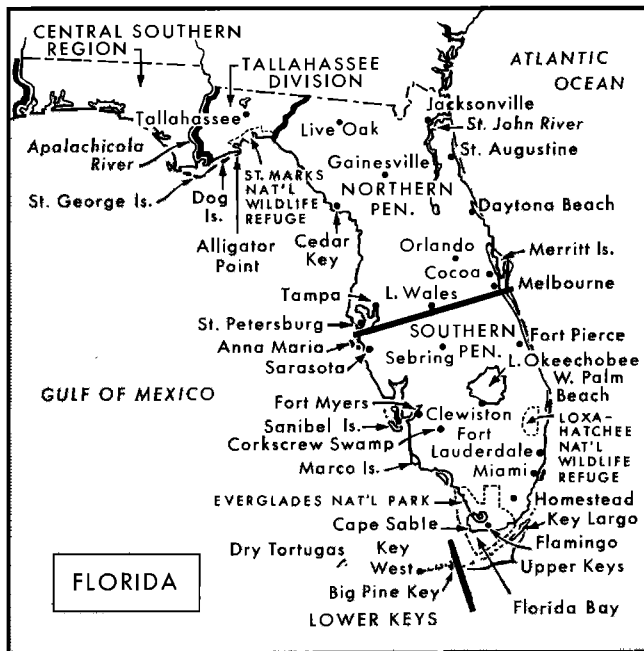 CENTRAL SOUTHERN
REGION
TALLAHASSEE
DIVISION
ATLANTIC
OCEAN
Tallahassee
Jacksonville
Live Oak
St. John River
Apalachicola
River
Gainesville
St. Augustine
St. George Is.
Dog
Is.
ST. MARKS
NAT'L
WILDLIFE
REFUGE
NORTHERN
PEN.
Alligator
Point
Cedar
Key
Daytona Beach
Orlando
Merritt Is.
Cocoa
Melbourne
Tampa
L. Wales
St. Petersburg
SOUTHERN
PEN.
Fort Pierce
Anna Maria
Sebring
L. Okeechobee
Sarasota
W. Palm
Beach
GULF OF MEXICO
Fort Myers
Clewiston
LOXA-
HATCHEE
NAT'L
WILDLIFE
REFUGE
Sanibel Is.
Corkscrew Swamp
Fort
Lauderdale
Marco Is.
Miami
EVERGLADES NAT'L PARK
Homestead
Cape Sable
Key Largo
Flamingo
Dry Tortugas
Key
West
Upper Keys
Big Pine Key
Florida Bay
LOWER KEYS
FLORIDA